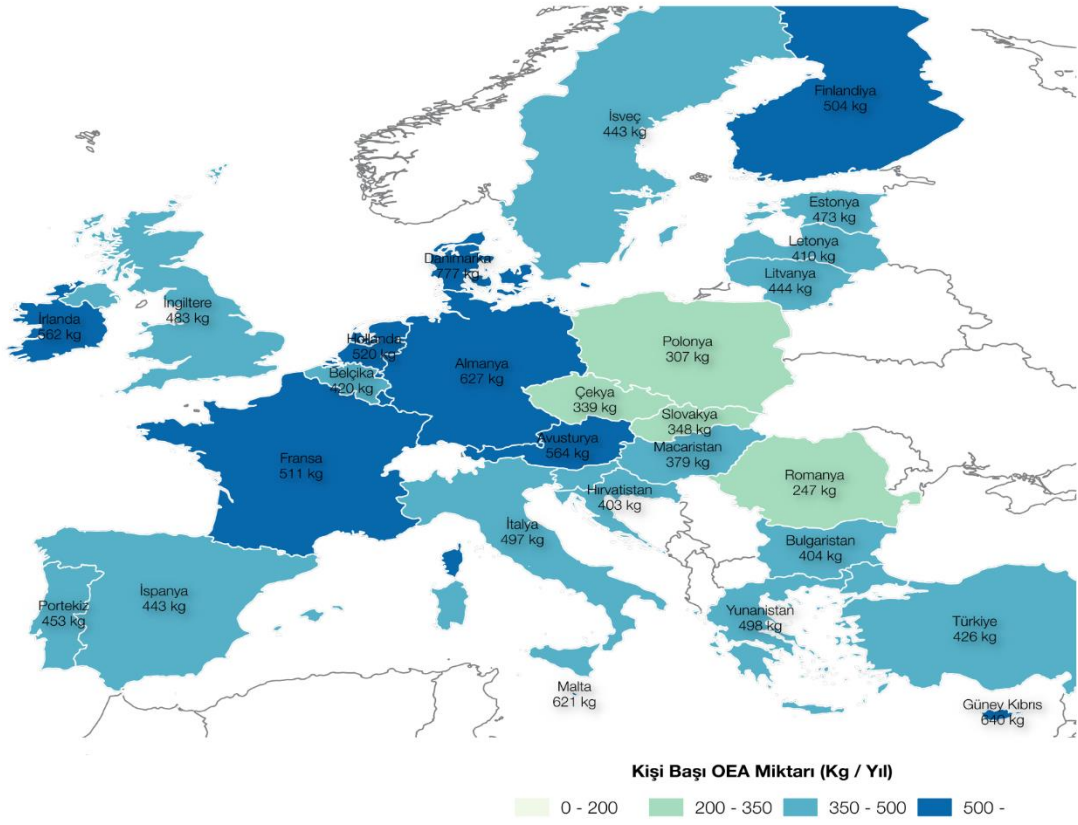 Finlandiya
504 kg
İsveç
443 kg
Estonya
473 kg
Letonya
410 kg
Litvanya
444 kg
Danimarka
777 kg
İngiltere
483 kg
İrlanda
562 kg
Hollanda
520 kg
Belçika
420 kg
Almanya
627 kg
Polonya
307 kg
Çekya
339 kg
Slovakya
348 kg
Avusturya
564 kg
Macaristan
379 kg
Fransa
511 kg
Romanya
247 kg
Hırvatistan
403 kg
İtalya
497 kg
Bulgaristan
404 kg
İspanya
443 kg
Portekiz
453 kg
Yunanistan
498 kg
Türkiye
426 kg
Malta
621 kg
Güney Kıbrıs
640 kg
Kişi Başı OEA Miktarı (Kg / Yıl)
0 - 200 200 - 350 350 - 500 500 -